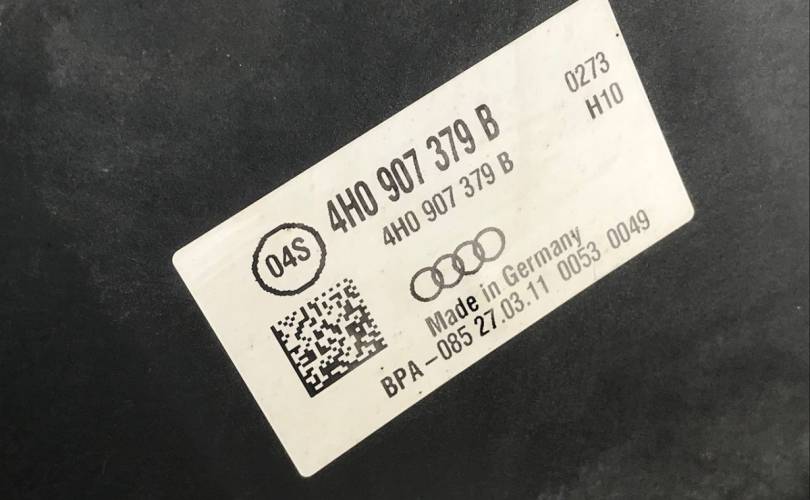 0273
H10
4H0 907 379 B
4H0 907 379 B
04S
Made in Germany
BPA-085 27.03.11 0053 0049